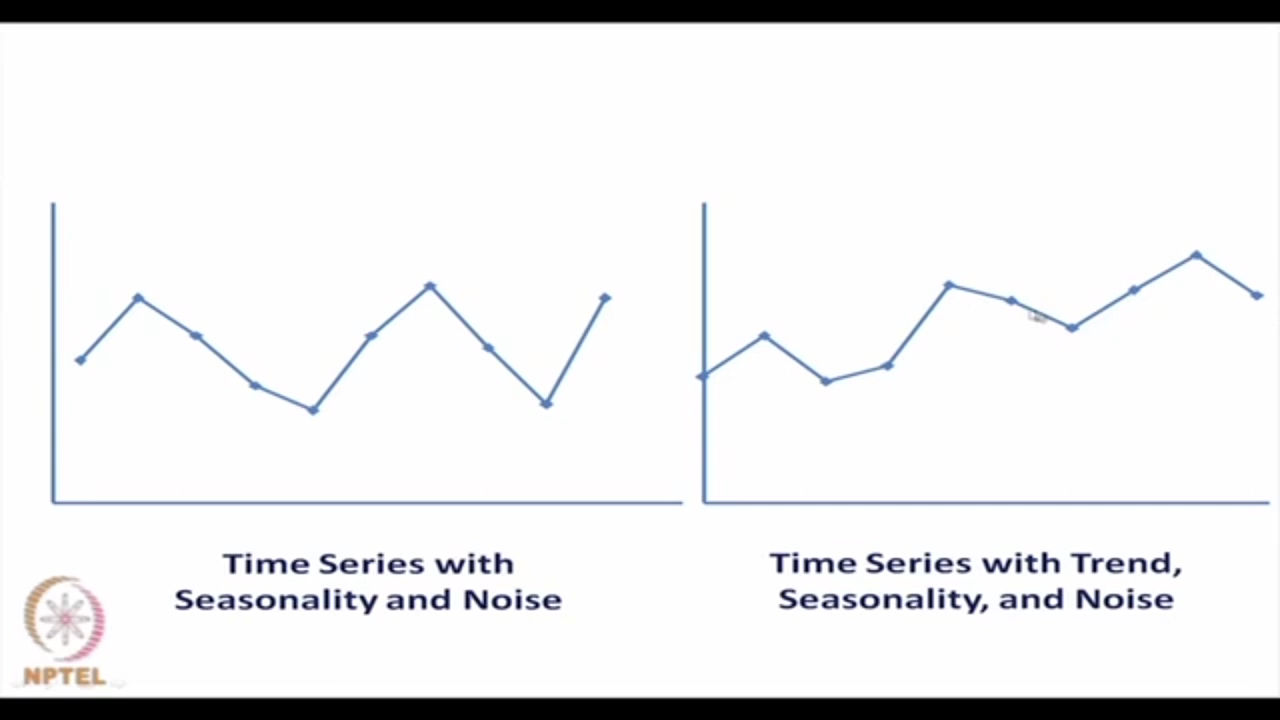 Time Series with
Seasonality and Noise
Time Series with Trend,
Seasonality, and Noise
NPTEL